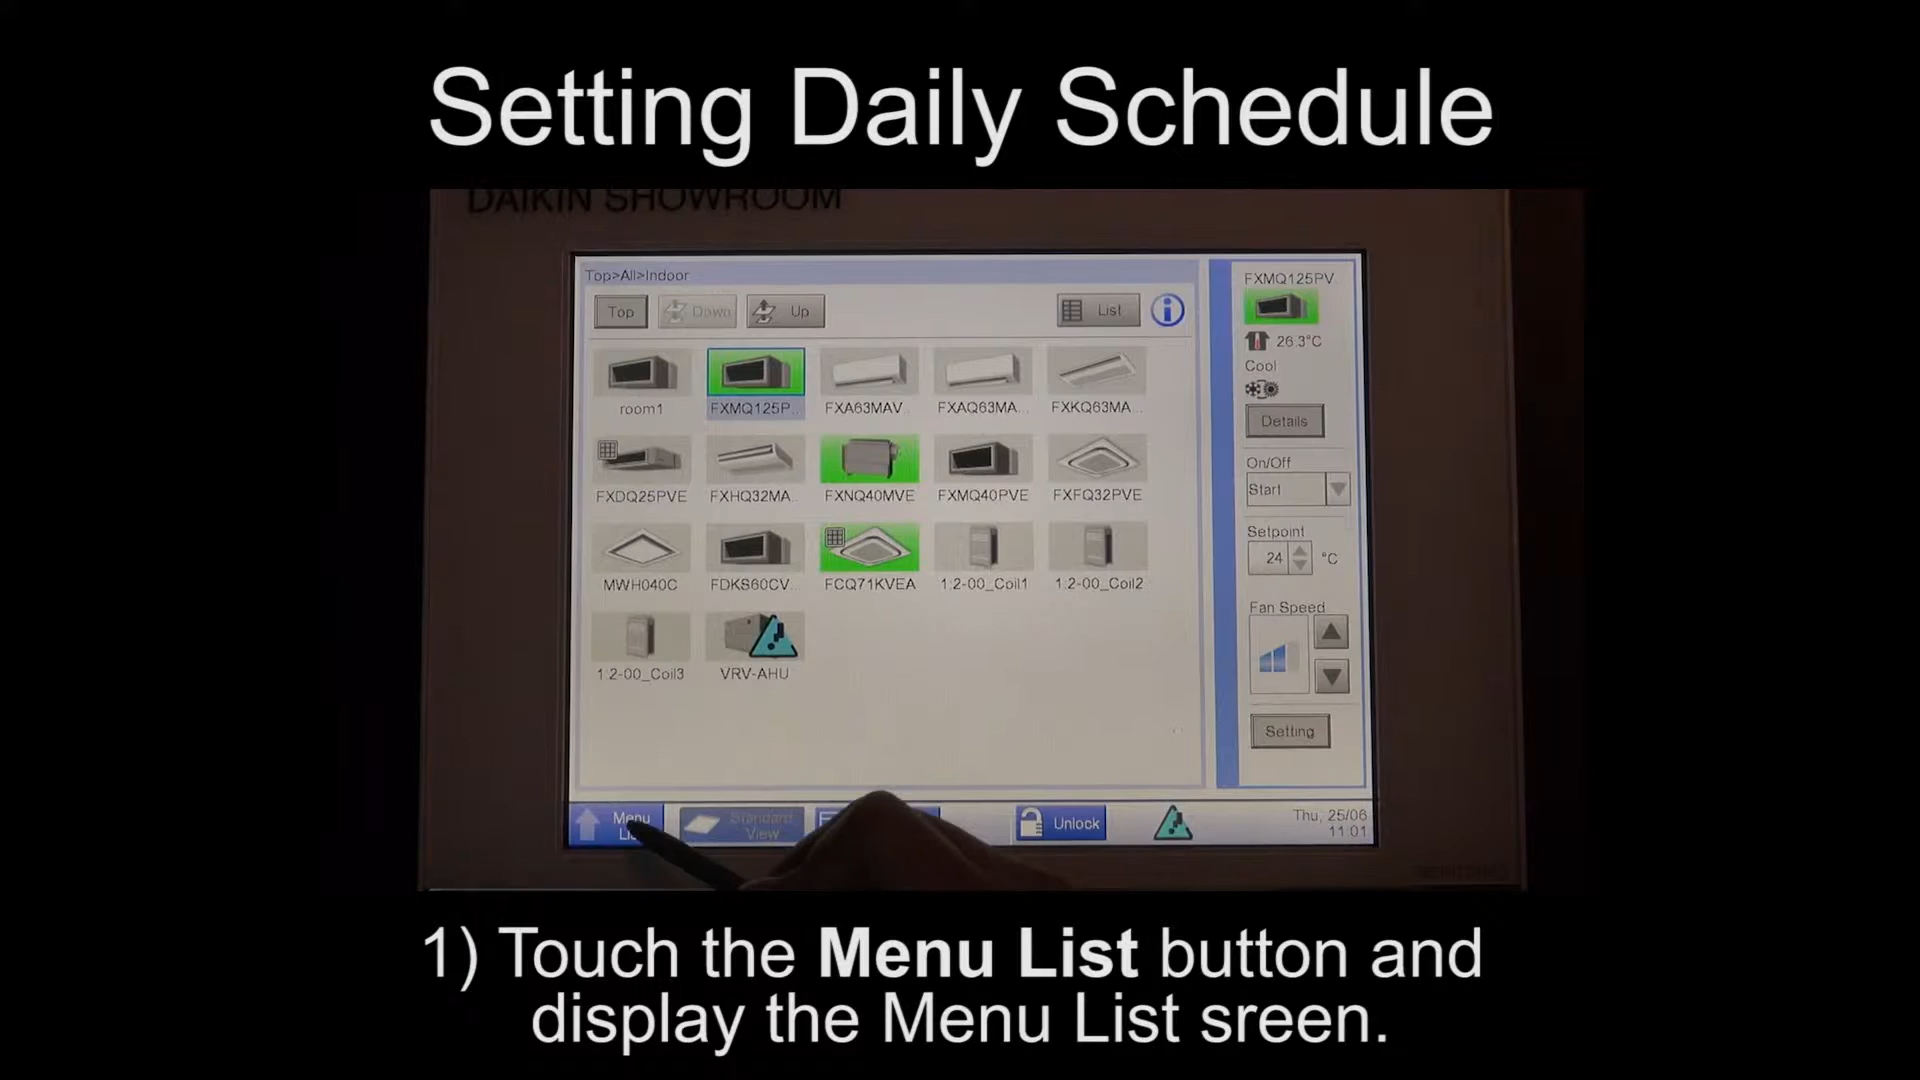 Setting Daily Schedule
DAIKIN SHOWROOM
Top>All>Indoor
Top Down Up List
room1 FXMQ125P.. FXA63MAV.. FXAQ63MA... FXKQ63MA...
FXDQ25PVE FXHQ32MA.. FXNQ40MVE FXMQ40PVE FXFQ32PVE
MWH040C FDKS60CV.. FCQ71KVEA 1:2-00_Coil1 1:2-00_Coil2
1:2-00_Coil3 VRV-AHU
FXMQ125PV
26.3°C
Cool
Details
On/Off
Start
Setpoint
24 °C
Fan Speed
Setting
Menu
Standard
View
Unlock
Thu, 25/06
11:01
1) Touch the Menu List button and
display the Menu List sreen.